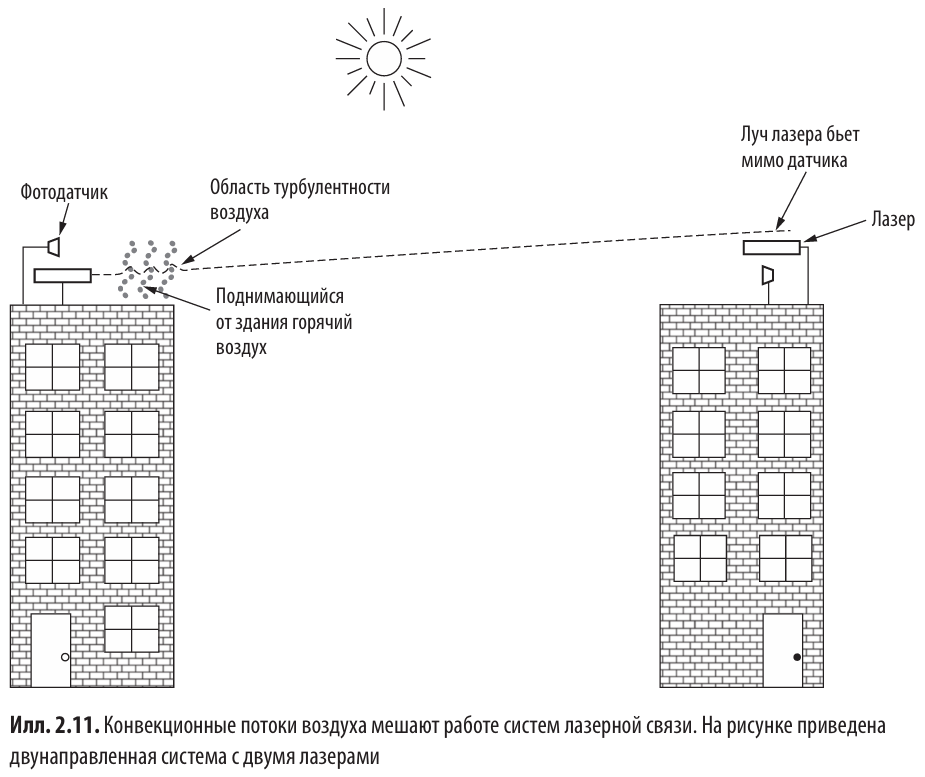 Луч лазера бьет
мимо датчика
Фотодатчик
Область турбулентности
воздуха
Лазер
Поднимающийся
от здания горячий
воздух
Илл. 2.11. Конвекционные потоки воздуха мешают работе систем лазерной связи. На рисунке приведена
двунаправленная система с двумя лазерами